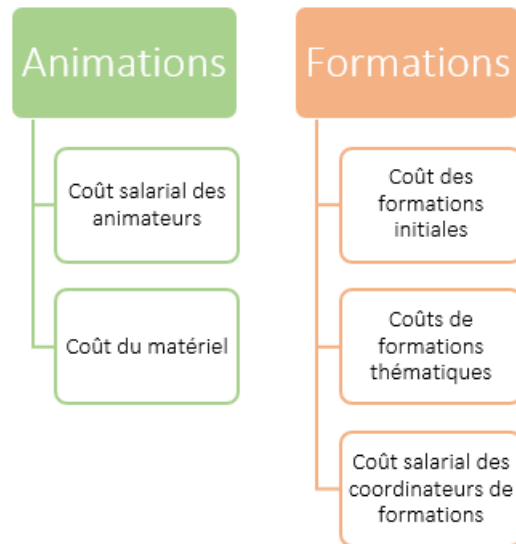 Animations
Coût salarial des
animateurs
Coût du matériel
Formations
Coût des
formations
initiales
Coûts de
formations
thématiques
Coût salarial des
coordinateurs de
formations